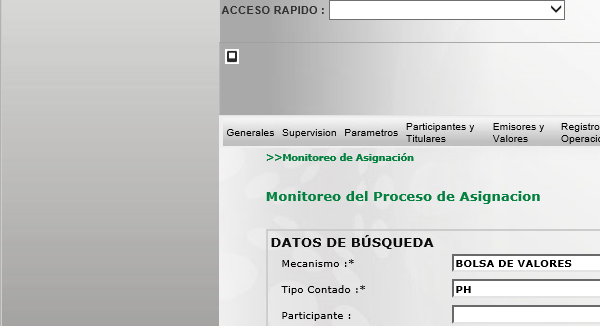 ACCESO RAPIDO :
Generales Supervision Parametros Participantes y Titulares Emisores y Valores Registro
>>Monitoreo de Asignación
Monitoreo del Proceso de Asignacion
DATOS DE BÚSQUEDA
Mecanismo :* BOLSA DE VALORES
Tipo Contado :* PH
Participante :